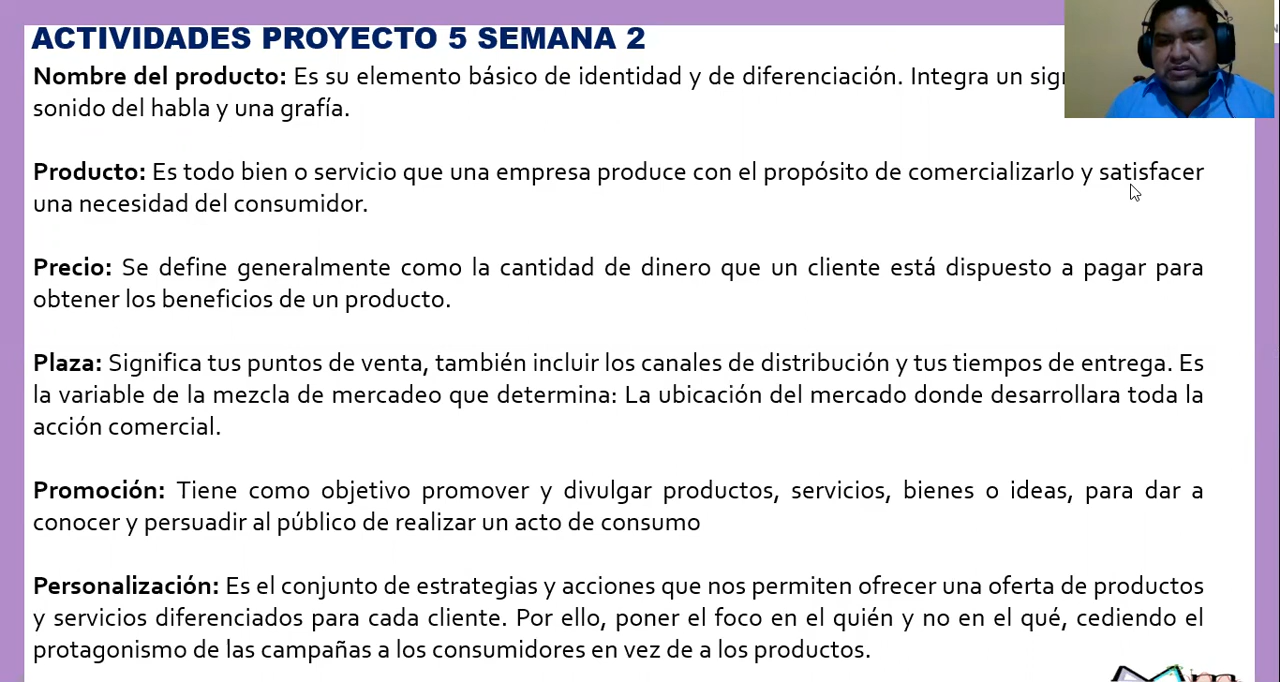 ACTIVIDADES PROYECTO 5 SEMANA 2
Nombre del producto: Es su elemento básico de identidad y de diferenciación. Integra un
sonido del habla y una grafía.
Producto: Es todo bien o servicio que una empresa produce con el propósito de comercializarlo y satisfacer
una necesidad del consumidor.
Precio: Se define generalmente como la cantidad de dinero que un cliente está dispuesto a pagar para
obtener los beneficios de un producto.
Plaza: Significa tus puntos de venta, también incluir los canales de distribución y tus tiempos de entrega. Es
la variable de la mezcla de mercadeo que determina: La ubicación del mercado donde desarrollara toda la
acción comercial.
Promoción: Tiene como objetivo promover y divulgar productos, servicios, bienes o ideas, para dar a
conocer y persuadir al público de realizar un acto de consumo
Personalización: Es el conjunto de estrategias y acciones que nos permiten ofrecer una oferta de productos
y servicios diferenciados para cada cliente. Por ello, poner el foco en el quién y no en el qué, cediendo el
protagonismo de las campañas a los consumidores en vez de a los productos.